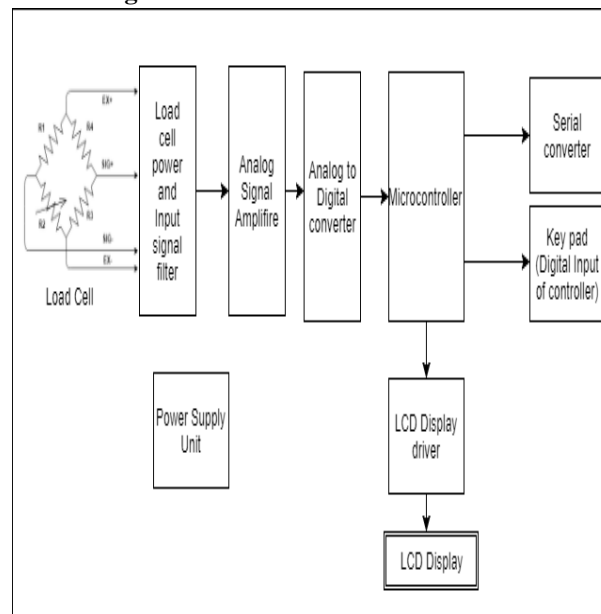 EX+
R1
R4
SIG+
R2
R3
SIG-
EX-
Load Cell
Load
cell
power
and
Input
signal
filter
Analog
Signal
Amplifire
Analog to
Digital
converter
Microcontroller
Serial
converter
Key pad
(Digital Input
of controller)
Power Supply
Unit
LCD Display
driver
LCD Display